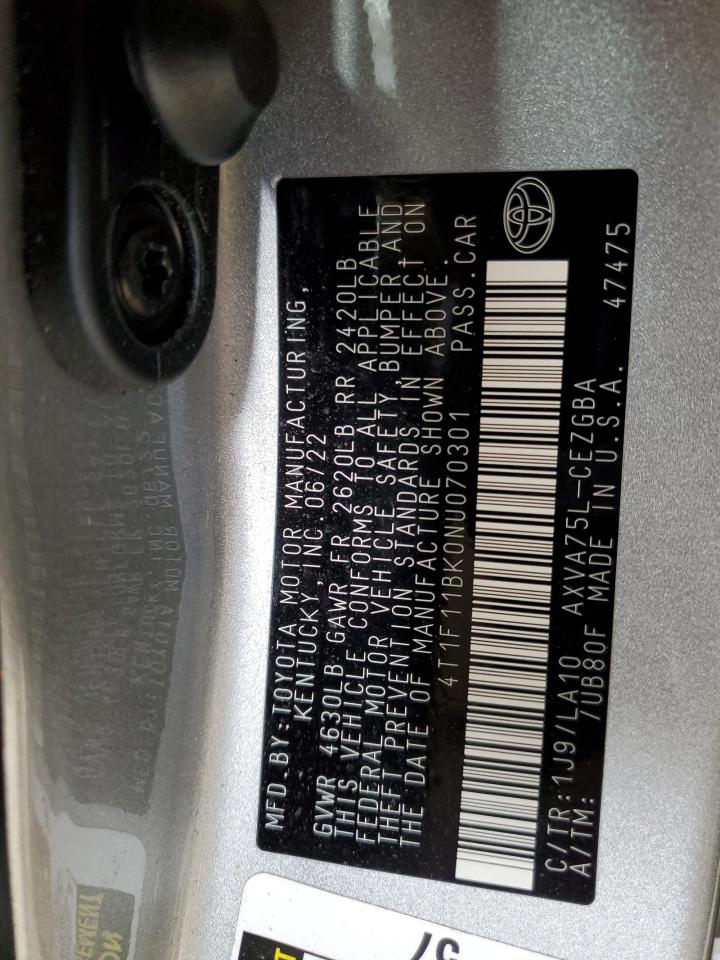 MFD.BY:TOYOTA MOTOR MANUFACTURING,
KENTUCKY,INC 06/22
GVWR 4630LB GAWR FR 2620LB RR 2420LB
THIS VEHICLE CONFORMS TO ALL APPLICABLE
FEDERAL MOTOR VEHICLE SAFETY,BUMPER AND
THEFT PREVENTION STANDARDS IN EFFECT ON
THE DATE OF MANUFACTURE SHOWN ABOVE.
4T1F11BK0NU070301 PASS.CAR
C/TR:1J9/LA10 AXVA75L-CEZGBA
A/TM: 7UB80F MADE IN U.S.A. 47475